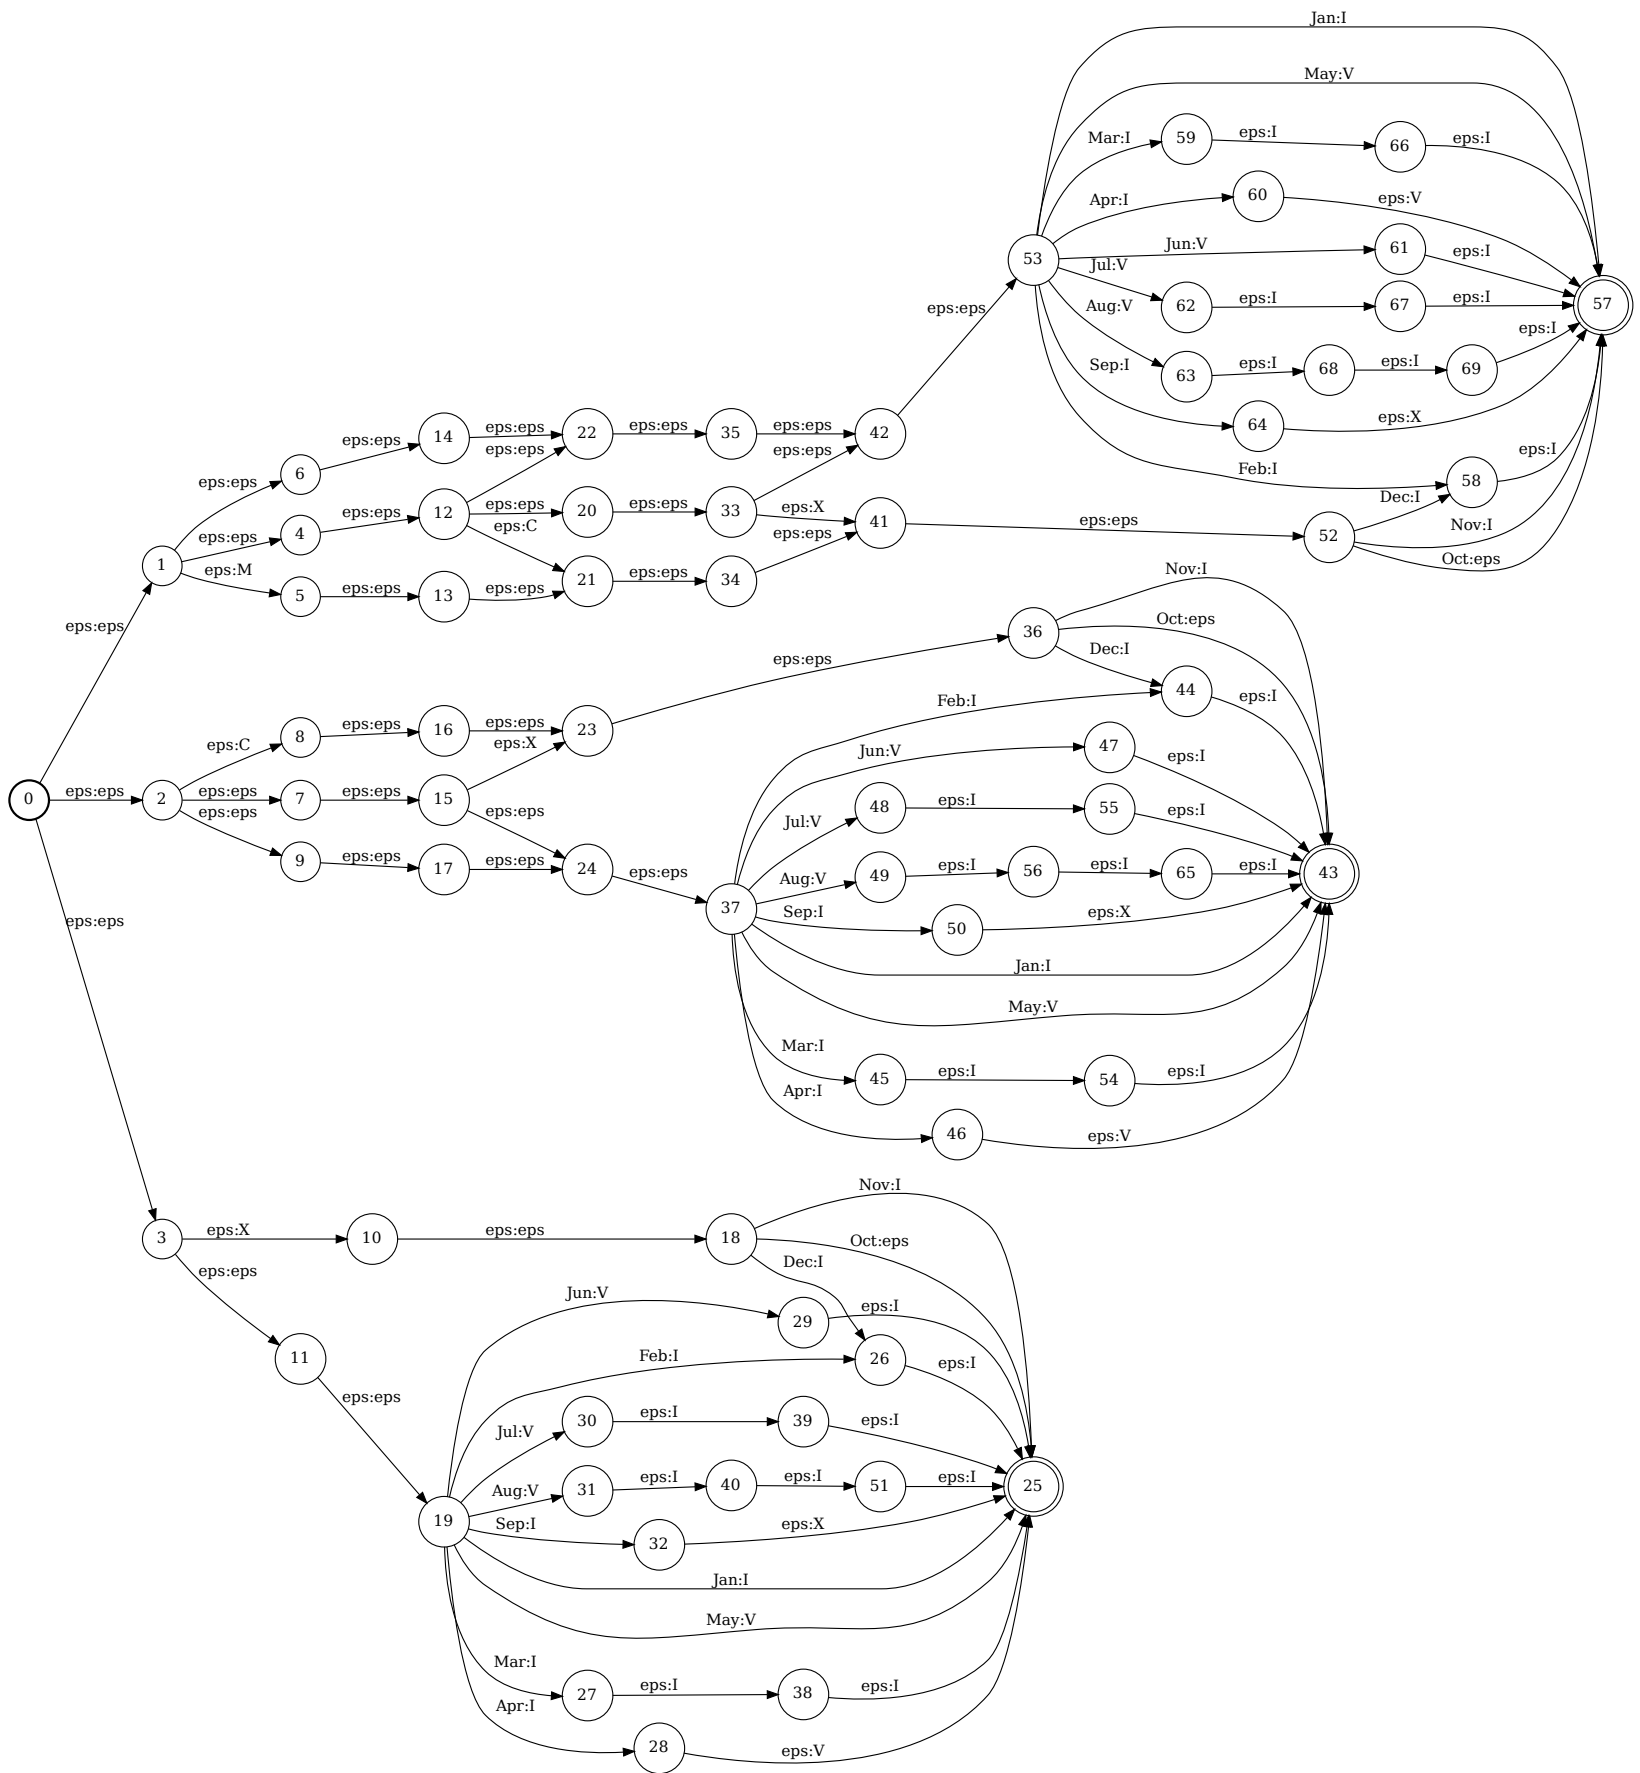 Jan:I
May:V
Mar:I
59
eps:I
66
eps:I
Apr:I
60
eps:V
53
Jun:V
61
eps:I
Jul:V
62
eps:I
67
eps:I
57
Aug:V
63
eps:I
68
eps:I
69
eps:I
Sep:I
64
eps:X
Feb:I
58
eps:I
eps:eps
6
eps:eps
14
eps:eps
22
eps:eps
35
eps:eps
42
eps:eps
eps:eps
eps:eps
1
eps:eps
4
eps:eps
12
eps:eps
20
eps:eps
33
eps:X
41
eps:eps
52
Dec:I
Nov:I
Oct:eps
eps:C
eps:eps
eps:M
5
eps:eps
13
eps:eps
21
eps:eps
34
eps:eps
Nov:I
36
Oct:eps
eps:eps
Dec:I
44
eps:I
Feb:I
eps:C
8
eps:eps
16
eps:eps
23
eps:X
Jun:V
47
eps:I
0
eps:eps
2
eps:eps
7
eps:eps
15
eps:eps
Jul:V
48
eps:I
55
eps:I
eps:eps
9
eps:eps
17
eps:eps
24
eps:eps
37
Aug:V
49
eps:I
56
eps:I
65
eps:I
43
Sep:I
50
eps:X
eps:eps
Jan:I
May:V
Mar:I
45
eps:I
54
eps:I
Apr:I
46
eps:V
Nov:I
3
eps:X
10
eps:eps
18
Oct:eps
Dec:I
eps:eps
Jun:V
29
eps:I
11
Feb:I
26
eps:I
eps:eps
Jul:V
30
eps:I
39
eps:I
19
Aug:V
31
eps:I
40
eps:I
51
eps:I
25
Sep:I
32
eps:X
Jan:I
May:V
Mar:I
27
eps:I
38
eps:I
Apr:I
28
eps:V